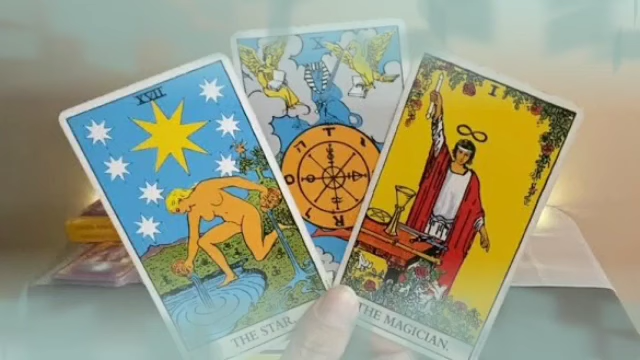 XVII
THE STAR.
X
T
A
R
O
I
THE MAGICIAN.